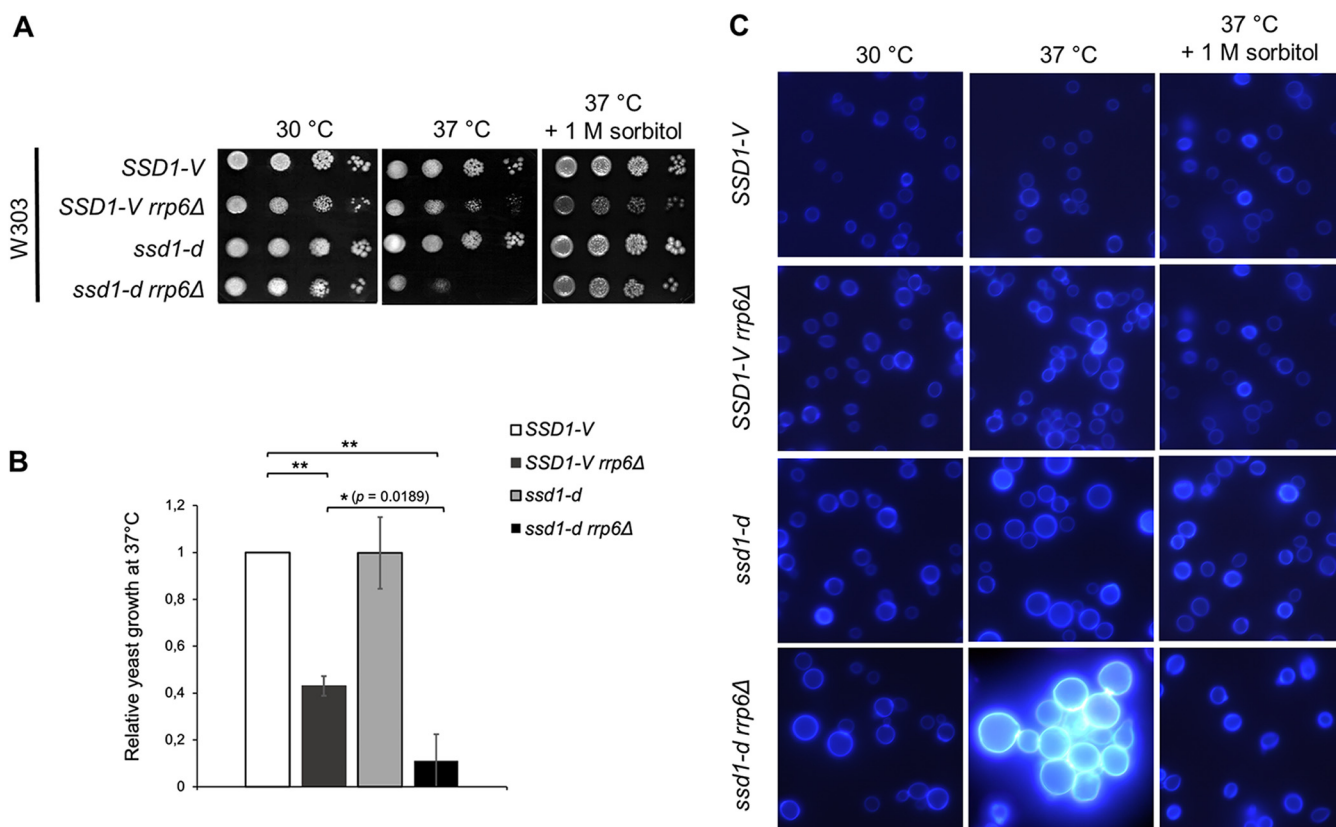 A
30 °C
37 °C
37 °C
+ 1 M sorbitol
W303
SSD1-V
SSD1-V rrp6Δ
ssd1-d
ssd1-d rrp6Δ
B
**
**
* (p = 0.0189)
SSD1-V
SSD1-V rrp6Δ
ssd1-d
ssd1-d rrp6Δ
Relative yeast growth at 37°C
1,2
1
0,8
0,6
0,4
0,2
0
C
30 °C
37 °C
37 °C
+ 1 M sorbitol
SSD1-V
SSD1-V rrp6Δ
ssd1-d
ssd1-d rrp6Δ